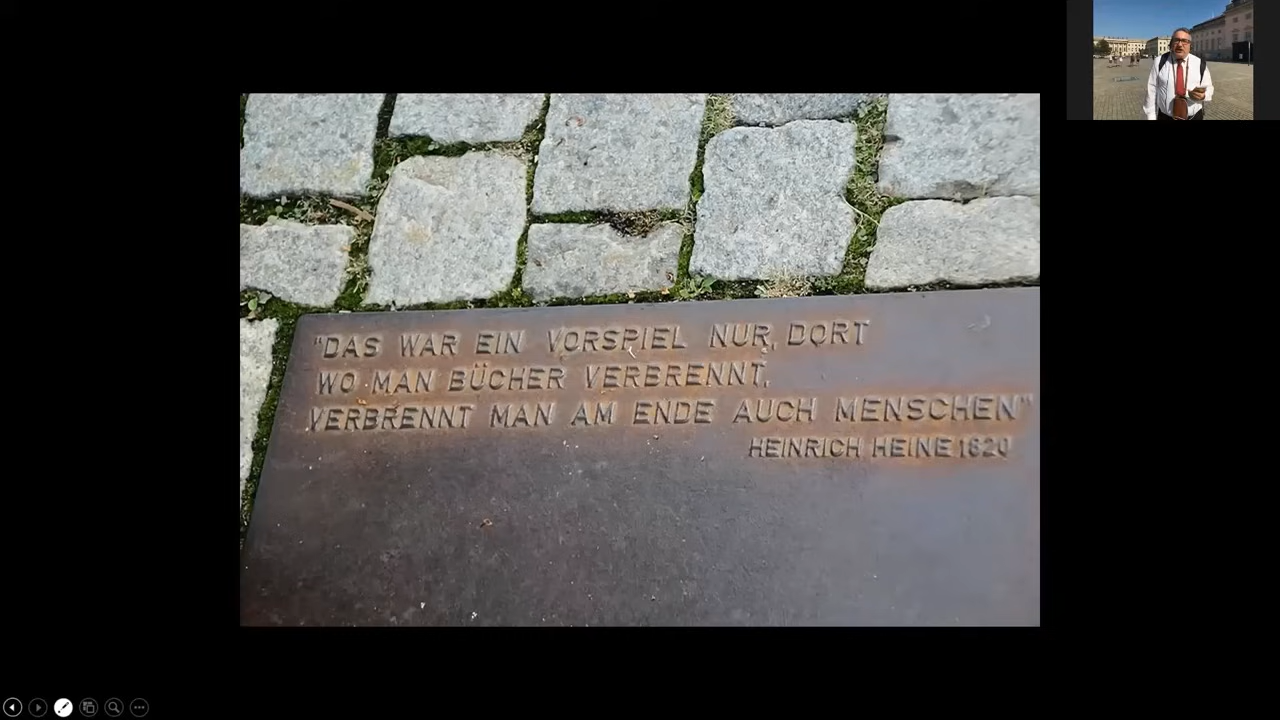 "DAS WAR EIN VORSPIEL NUR, DORT
WO MAN BÜCHER VERBRENNT,
VERBRENNT MAN AM ENDE AUCH MENSCHEN"
HEINRICH HEINE 1820